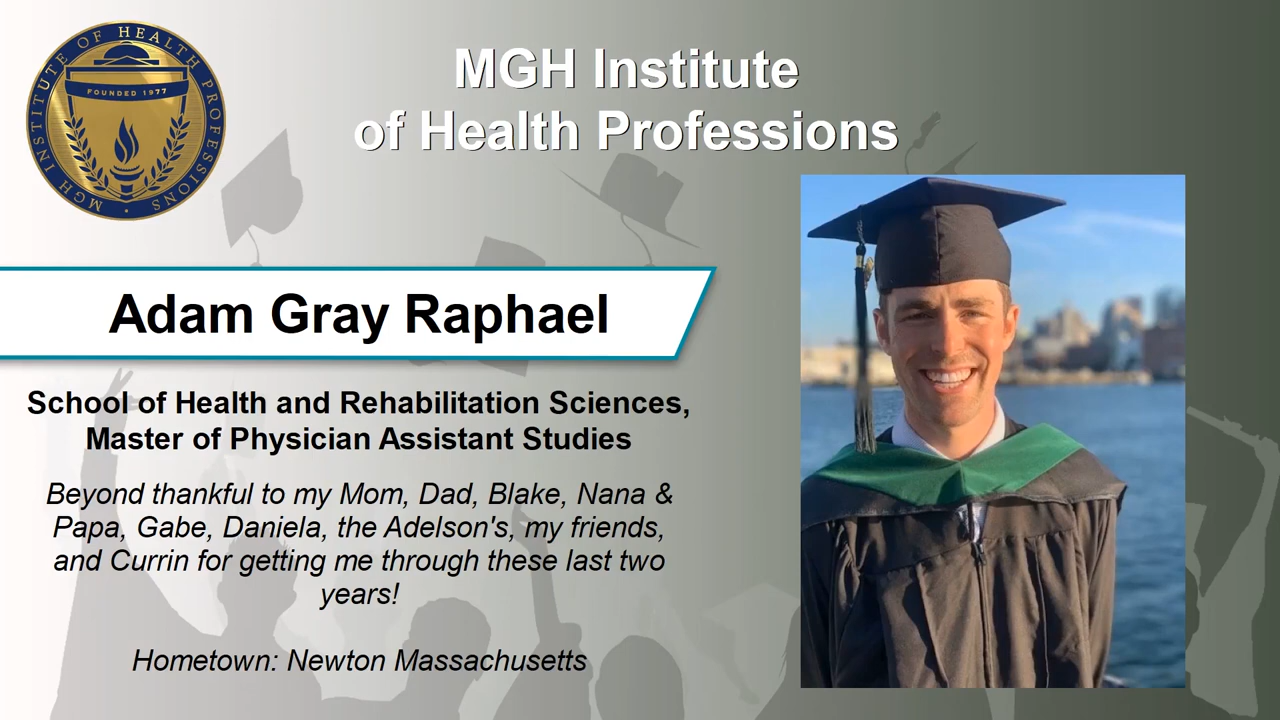 MGH INSTITUTE OF HEALTH PROFESSIONS
FOUNDED 1977
MGH Institute
of Health Professions
Adam Gray Raphael
School of Health and Rehabilitation Sciences,
Master of Physician Assistant Studies
Beyond thankful to my Mom, Dad, Blake, Nana &
Papa, Gabe, Daniela, the Adelson's, my friends,
and Currin for getting me through these last two
years!
Hometown: Newton Massachusetts